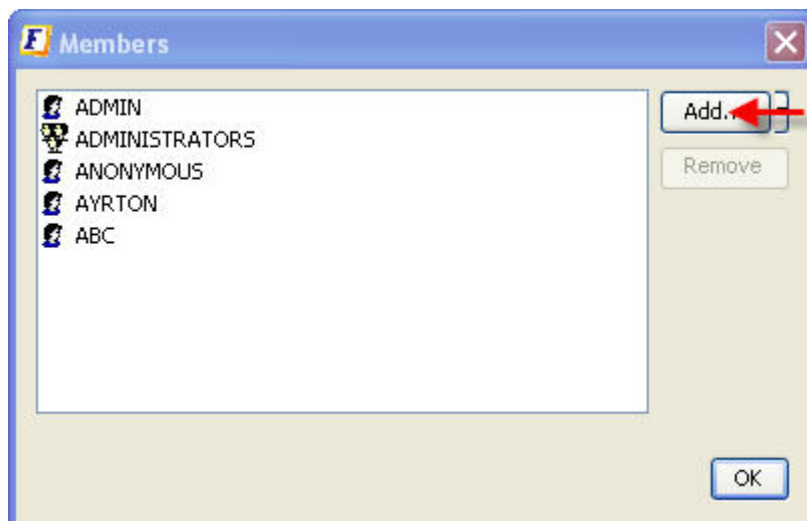 F Members
ADMIN
ADMINISTRATORS
ANONYMOUS
AYRTON
ABC
Add..
Remove
OK